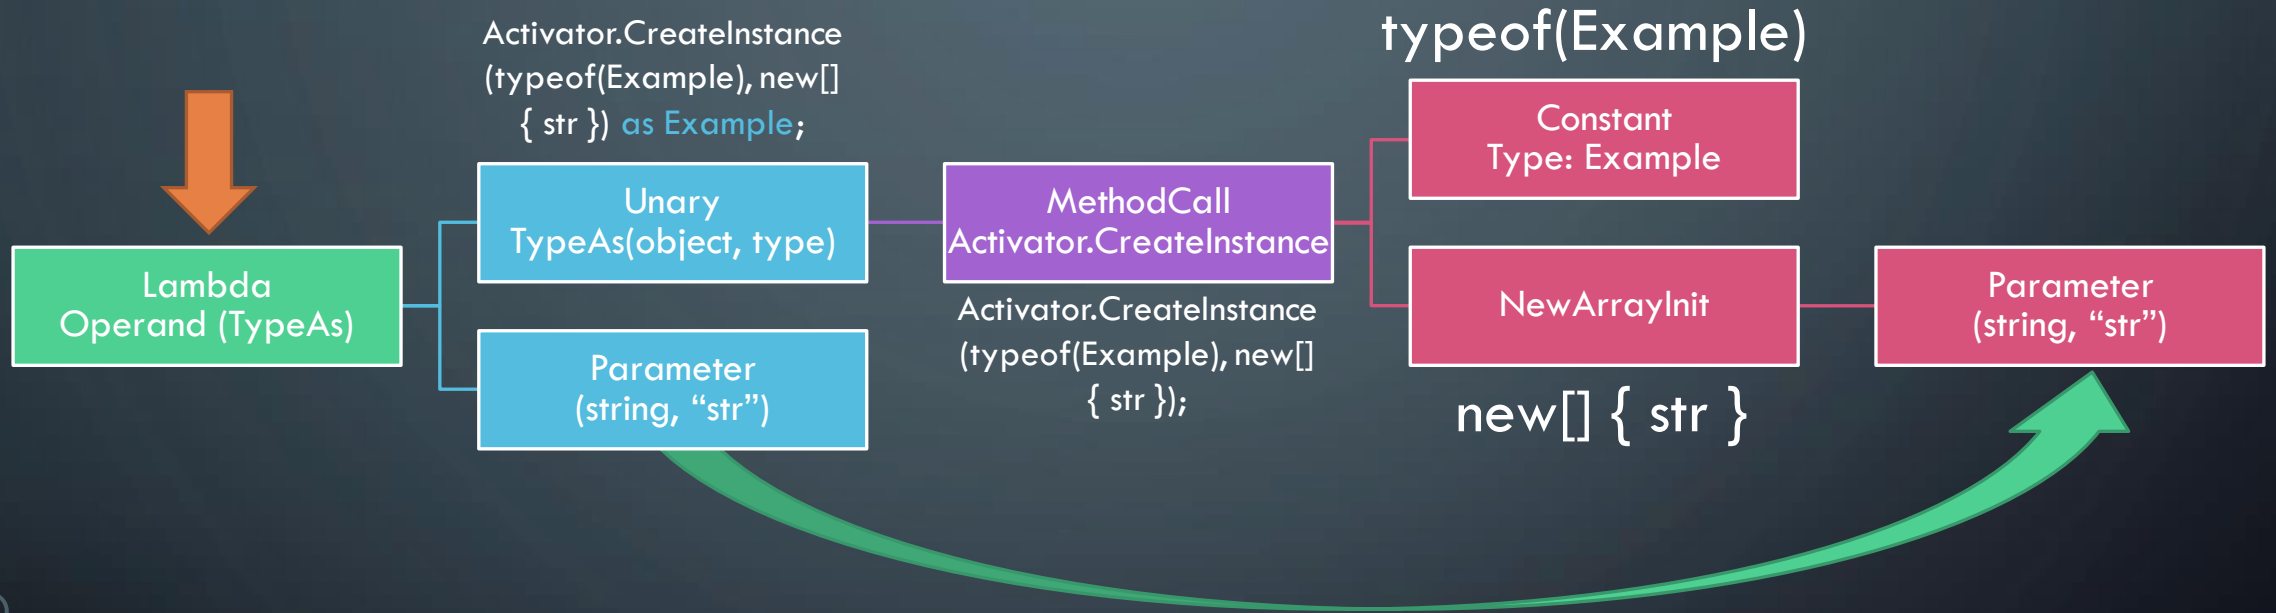 Activator.CreateInstance
(typeof(Example), new[]
{ str }) as Example;
typeof(Example)
Lambda
Operand (TypeAs)
Unary
TypeAs(object, type)
Parameter
(string, “str”)
MethodCall
Activator.CreateInstance
Activator.CreateInstance
(typeof(Example), new[]
{ str });
Constant
Type: Example
NewArrayInit
new[] { str }
Parameter
(string, “str”)